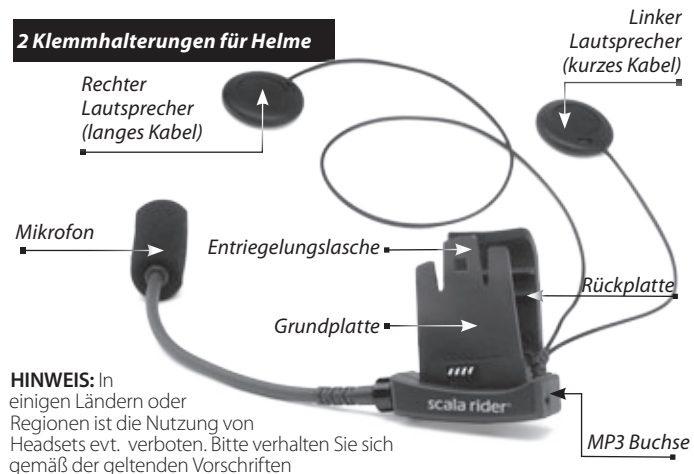 2 Klemmhalterungen für Helme
Linker
Lautsprecher
(kurzes Kabel)
Rechter
Lautsprecher
(langes Kabel)
Mikrofon
Entriegelungslasche
Rückplatte
Grundplatte
HINWEIS: In
einigen Ländern oder
Regionen ist die Nutzung von
Headsets evt. verboten. Bitte verhalten Sie sich
gemäß der geltenden Vorschriften
scala rider
MP3 Buchse